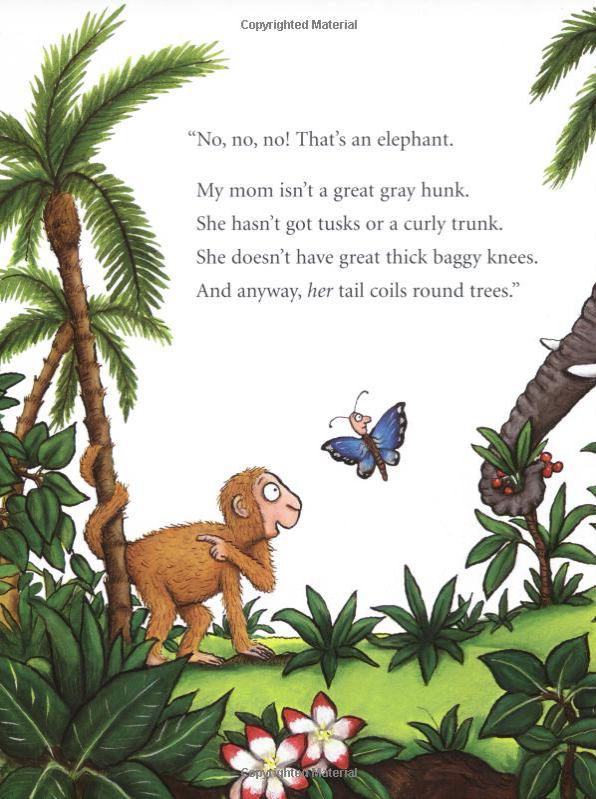 Copyrighted Material
“No, no, no! That’s an elephant.
My mom isn’t a great gray hunk.
She hasn’t got tusks or a curly trunk.
She doesn’t have great thick baggy knees.
And anyway, her tail coils round trees.”
Copyrighted Material